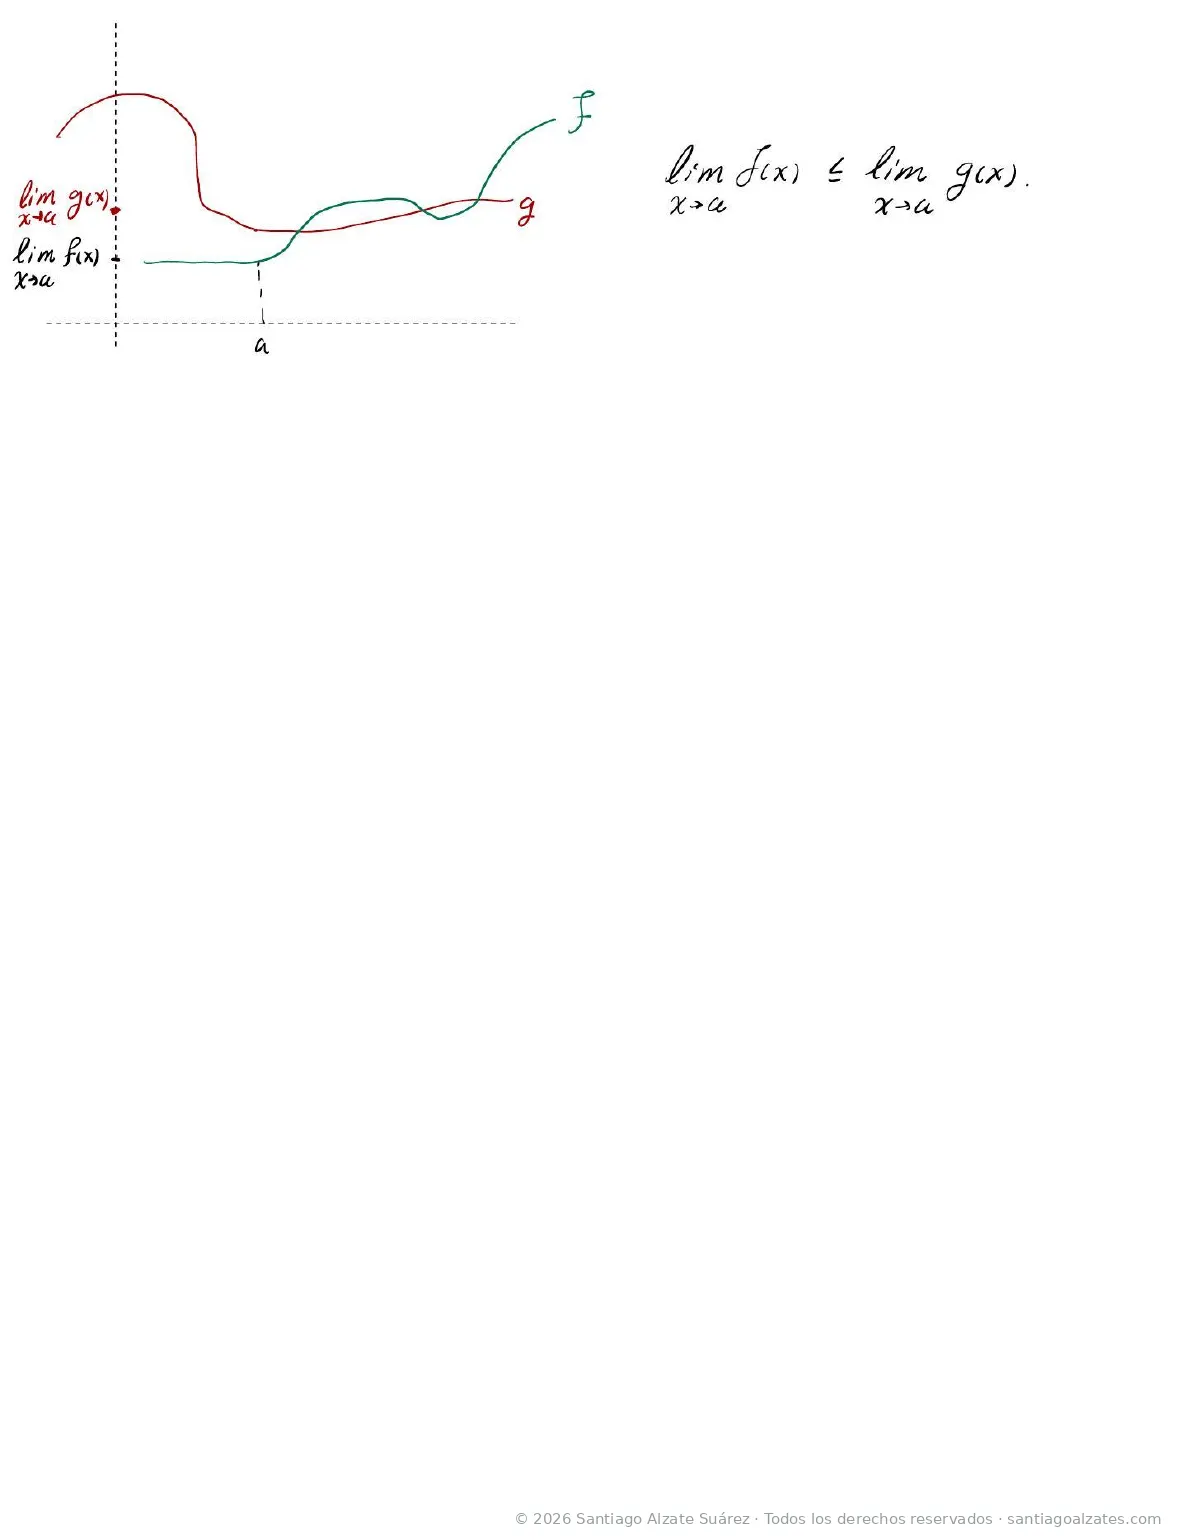 f
lim f(x) ≤ lim g(x).
x→a x→a
lim g(x)
x→a
g
lim f(x)
x→a
a
© 2026 Santiago Alzate Suárez · Todos los derechos reservados · santiagoalzates.com